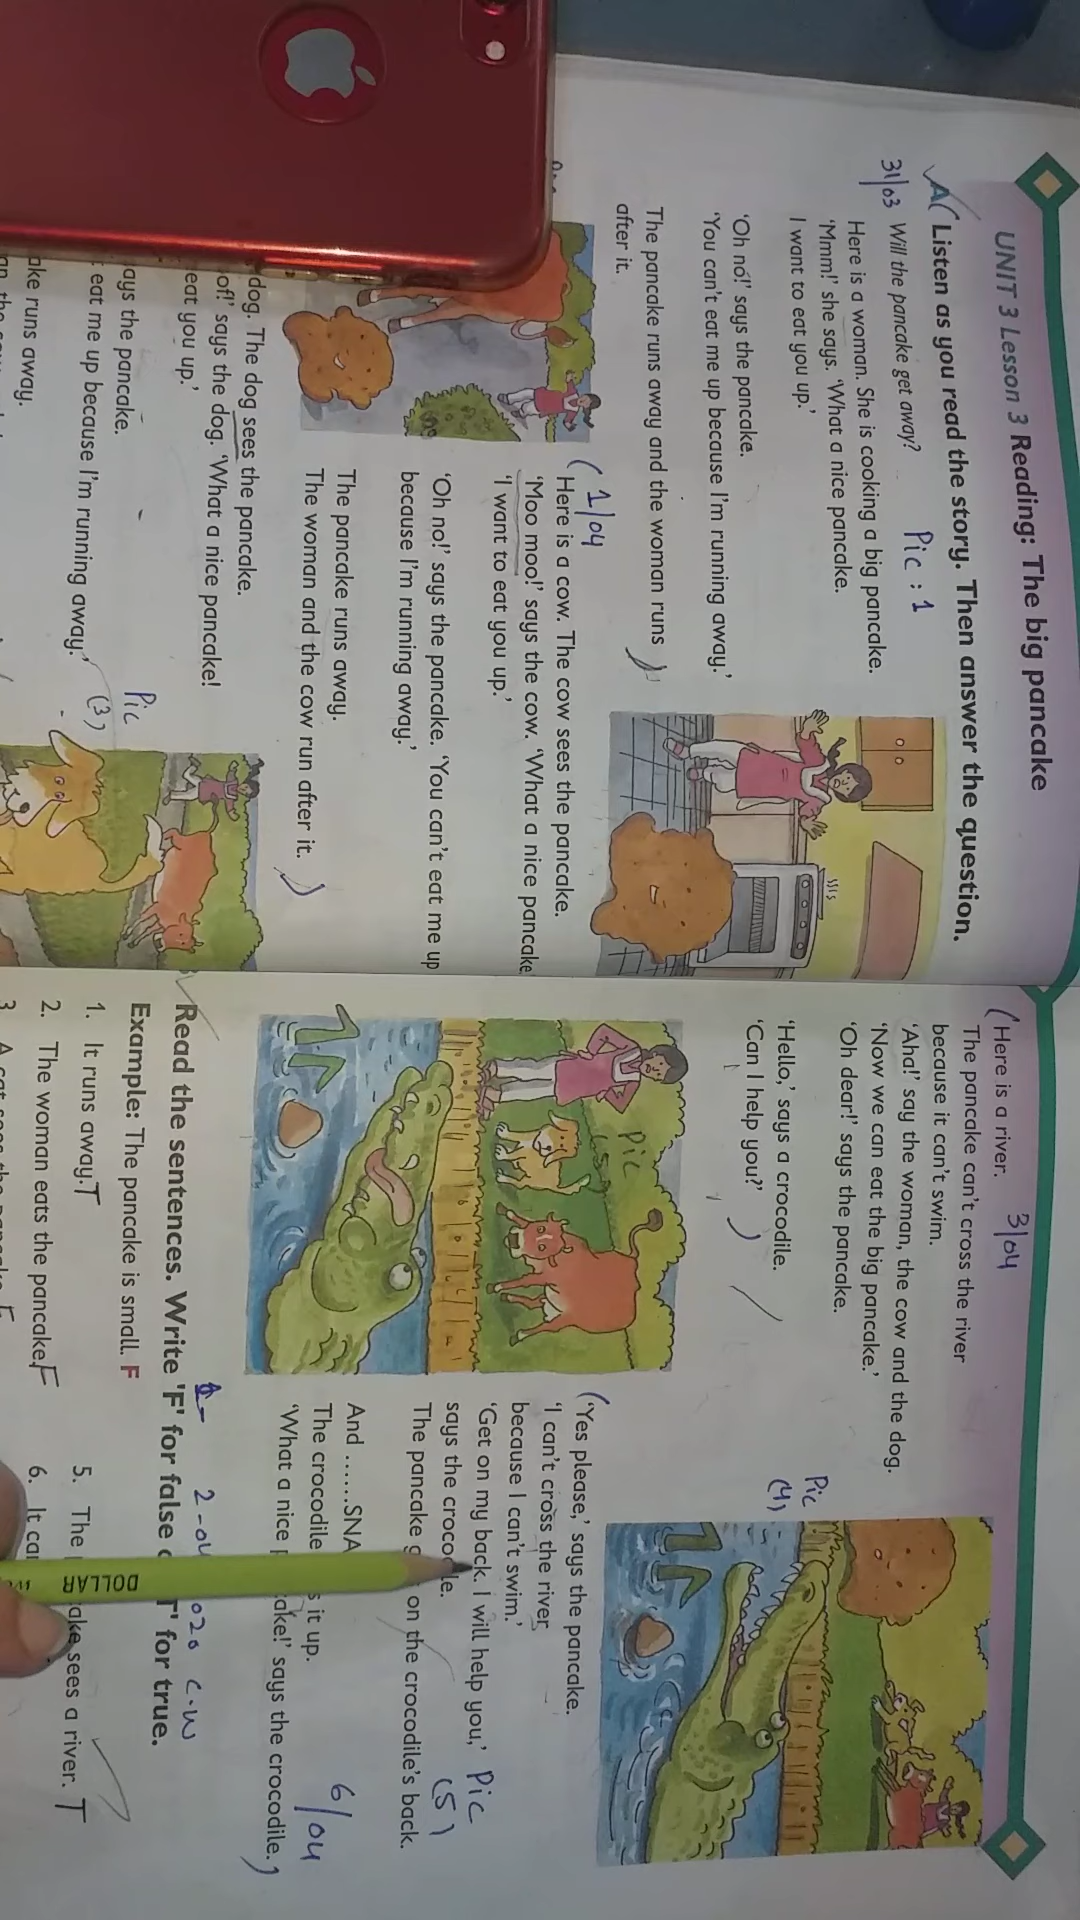 UNIT 3 Lesson 3 Reading: The big pancake
A( Listen as you read the story. Then answer the question.
31/03 Will the pancake get away? Pic : 1
Here is a woman. She is cooking a big pancake.
'Mmm!' she says. 'What a nice pancake.
I want to eat you up.'
'Oh no!' says the pancake.
'You can't eat me up because I'm running away.'
The pancake runs away and the woman runs )
after it.
1/04
( Here is a cow. The cow sees the pancake.
'Moo moo!' says the cow. 'What a nice pancake
'I want to eat you up.'
'Oh no!' says the pancake. 'You can't eat me up
because I'm running away.'
The pancake runs away.
The woman and the cow run after it. )
dog. The dog sees the pancake.
of!' says the dog. 'What a nice pancake!
eat you up.'
ays the pancake.
eat me up because I'm running away.'
Pic
(3)
ake runs away.
3/04
( Here is a river.
The pancake can't cross the river
because it can't swim.
'Aha!' say the woman, the cow and the dog.
'Now we can eat the big pancake.'
'Oh dear!' says the pancake.
'Hello,' says a crocodile.
'Can I help you?' )
Pic
(4)
Pic
5
( 'Yes please,' says the pancake.
'I can't cross the river
because I can't swim.'
'Get on my back. I will help you,' Pic
says the crocodile. (5)
The pancake g on the crocodile's back.
And ......SNA
The crocodile s it up. 6/04
'What a nice p ake!' says the crocodile. )
2-04 020 C.W
Read the sentences. Write 'F' for false o 'T' for true.
Example: The pancake is small. F
1. It runs away. T
2. The woman eats the pancake. F
5. The ake sees a river. T
6. It ca
DOLLAR